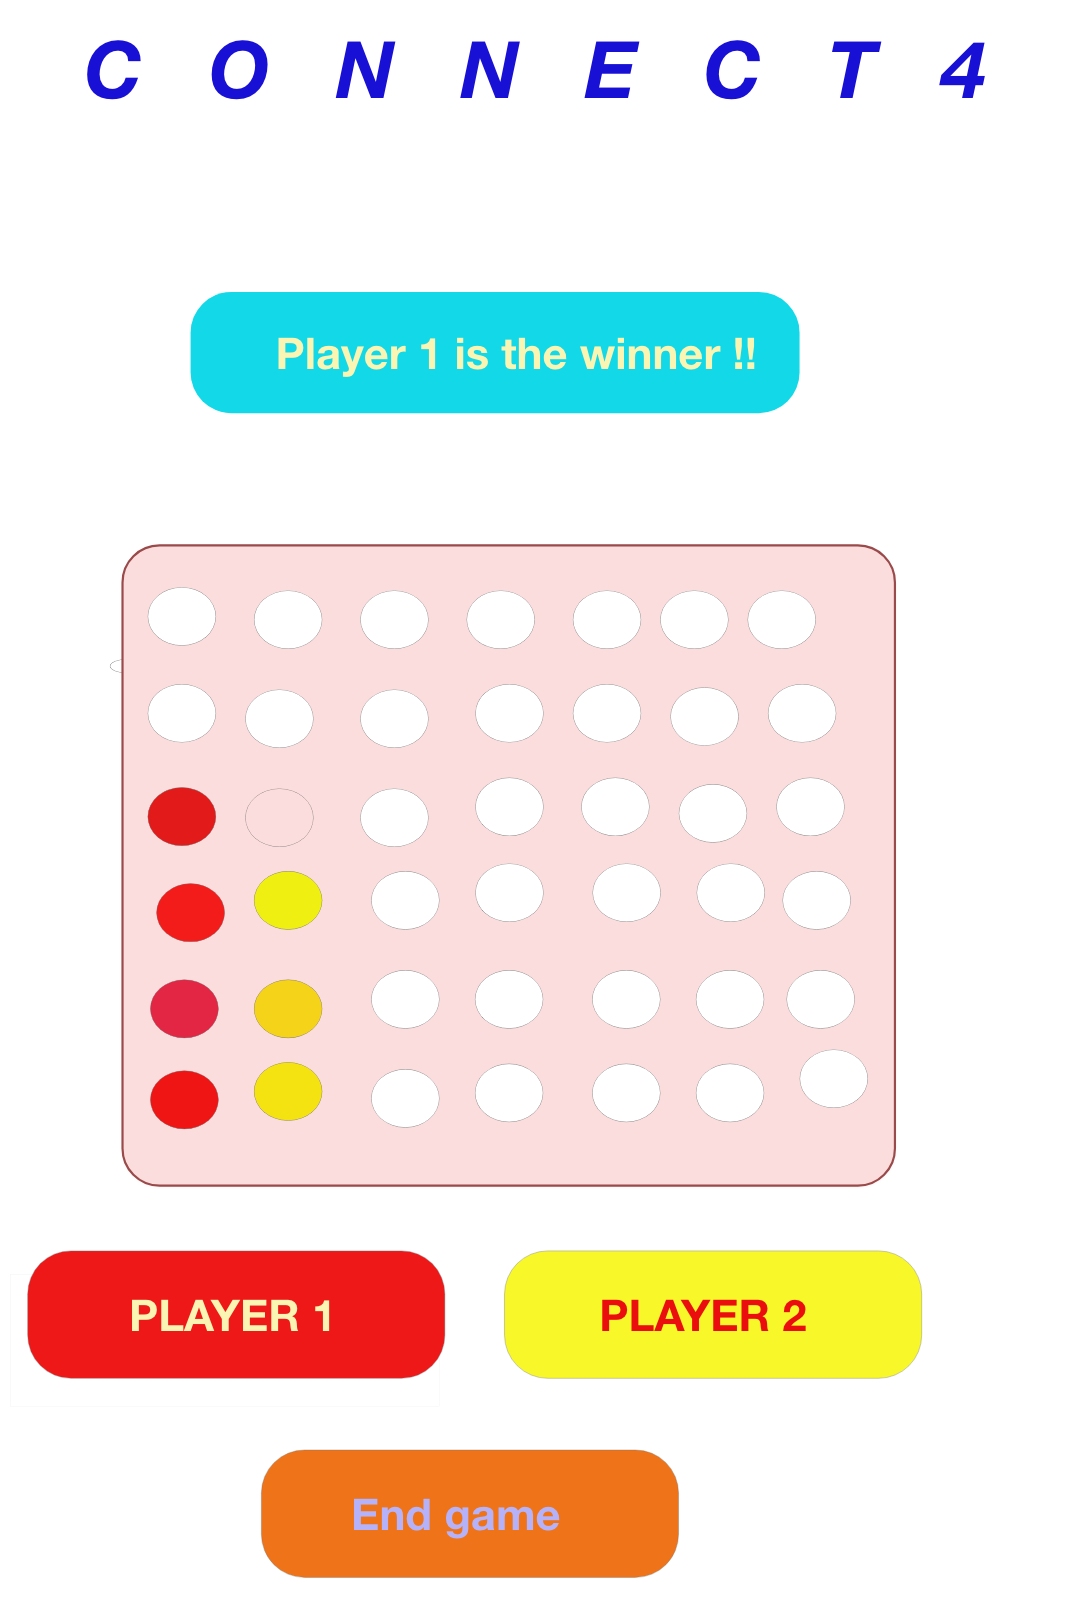 C O N N E C T 4
Player 1 is the winner !!
PLAYER 1
PLAYER 2
End game